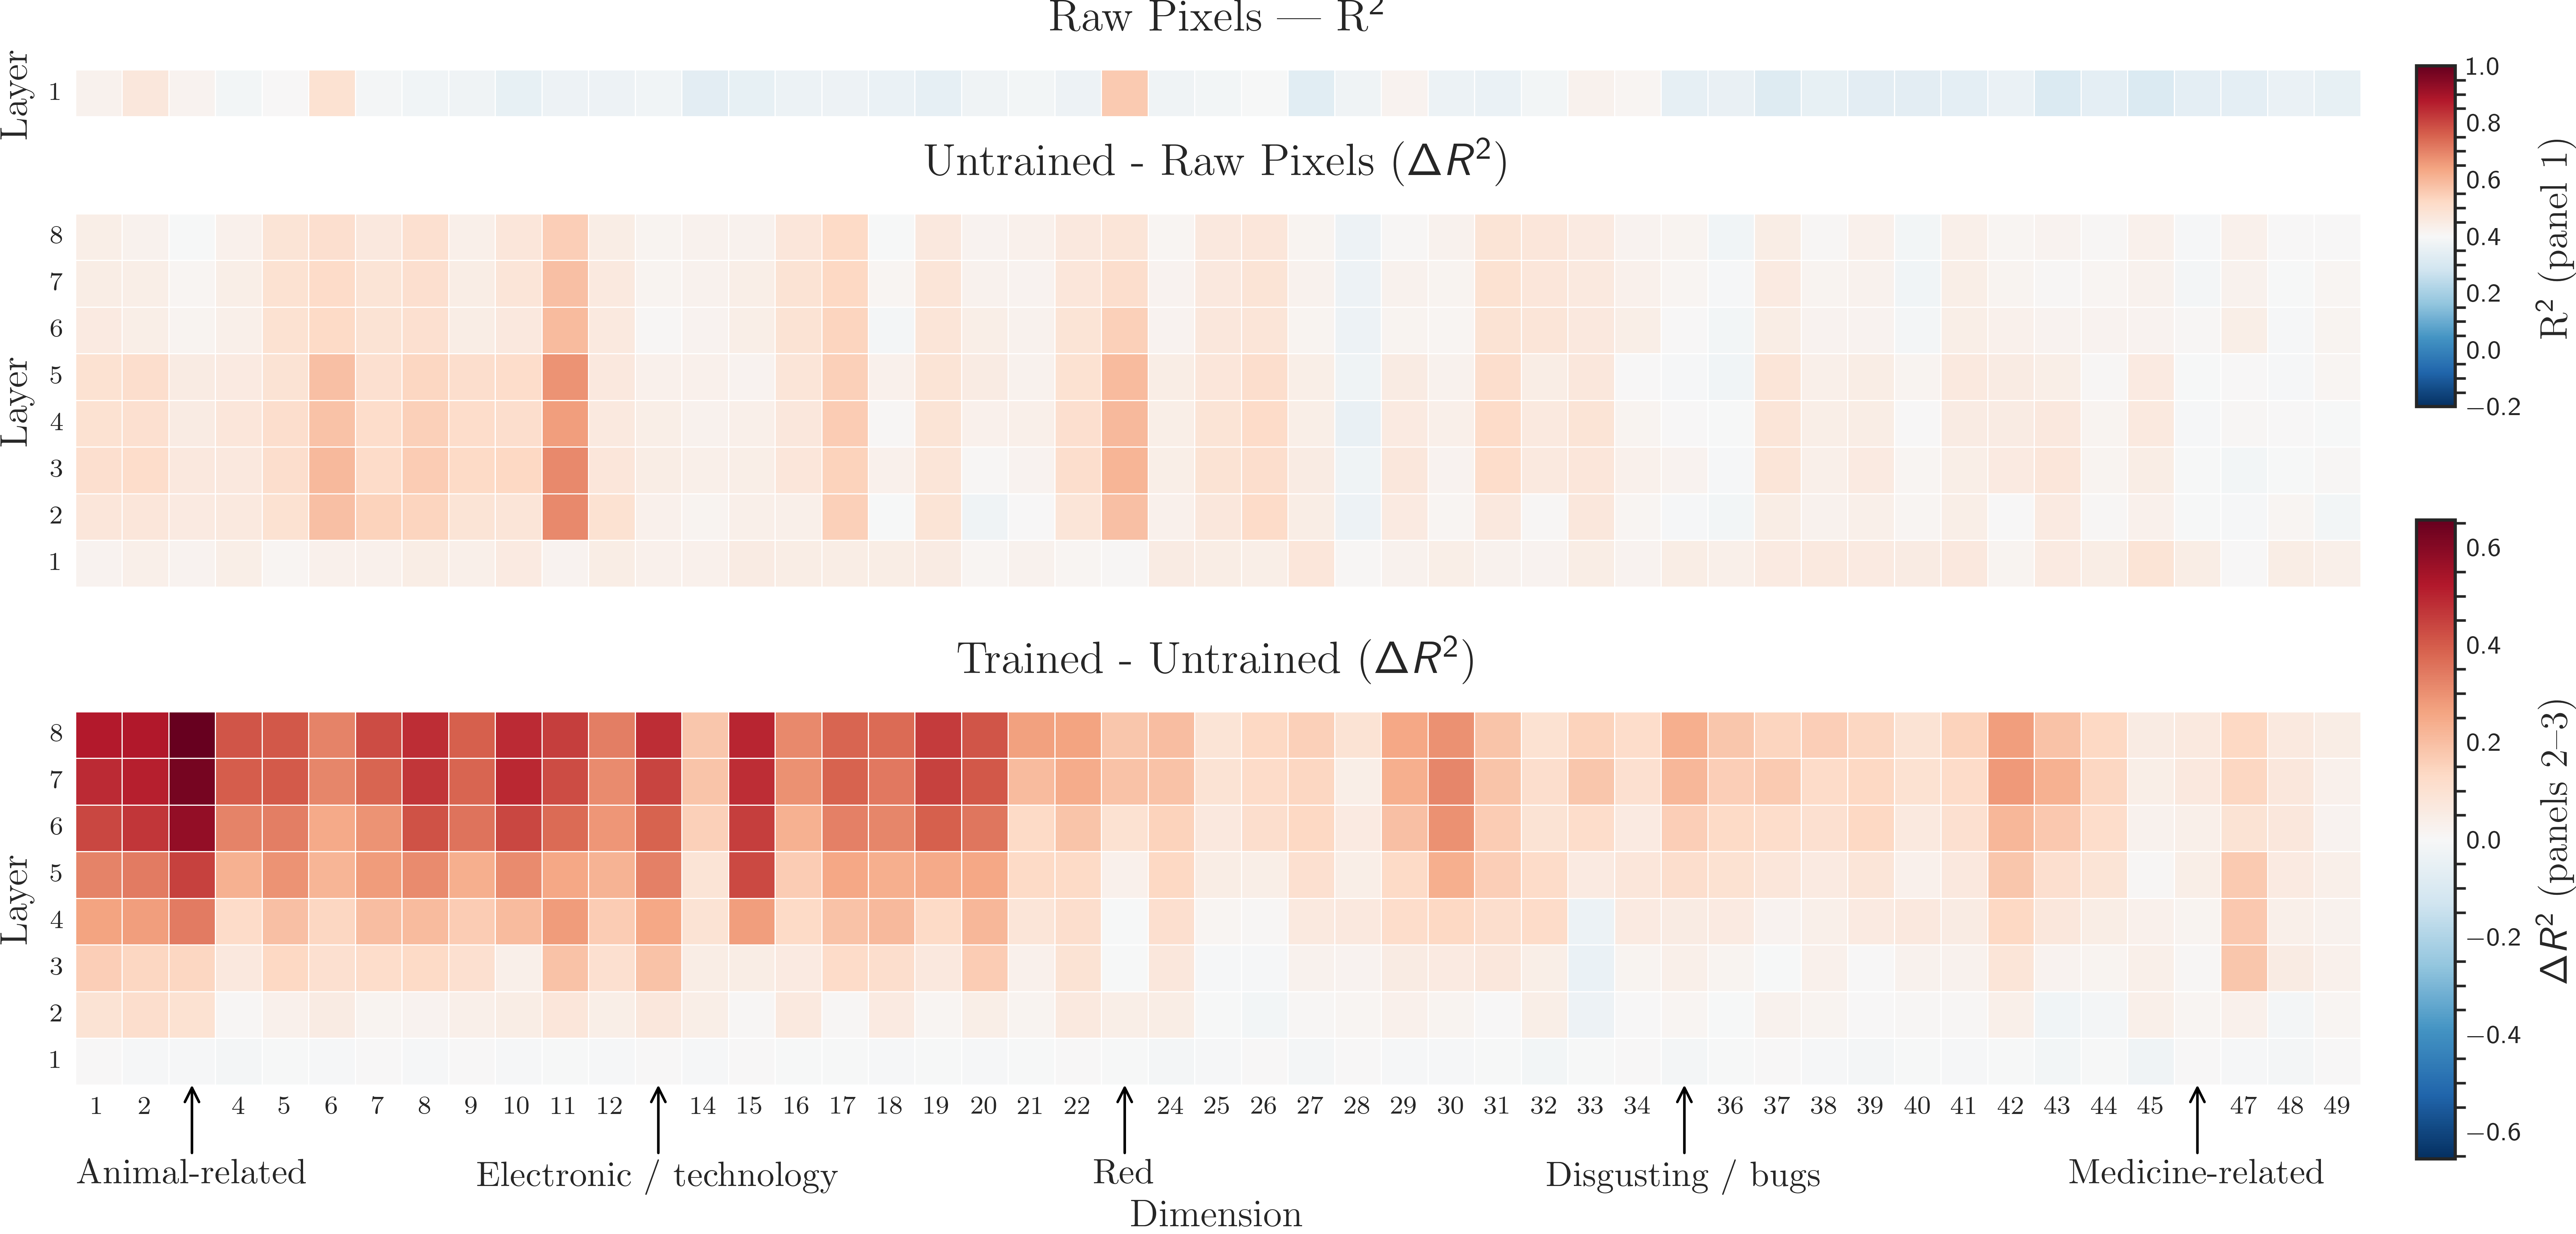 Raw Pixels — R²
Layer
1
Untrained - Raw Pixels (ΔR²)
Layer
8
7
6
5
4
3
2
1
Trained - Untrained (ΔR²)
Layer
8
7
6
5
4
3
2
1
1 2 4 5 6 7 8 9 10 11 12 14 15 16 17 18 19 20 21 22 24 25 26 27 28 29 30 31 32 33 34 36 37 38 39 40 41 42 43 44 45 47 48 49
Animal-related Electronic / technology Red Disgusting / bugs Medicine-related
Dimension
1.0
0.8
0.6
0.4
0.2
0.0
−0.2
R² (panel 1)
0.6
0.4
0.2
0.0
−0.2
−0.4
−0.6
ΔR² (panels 2–3)